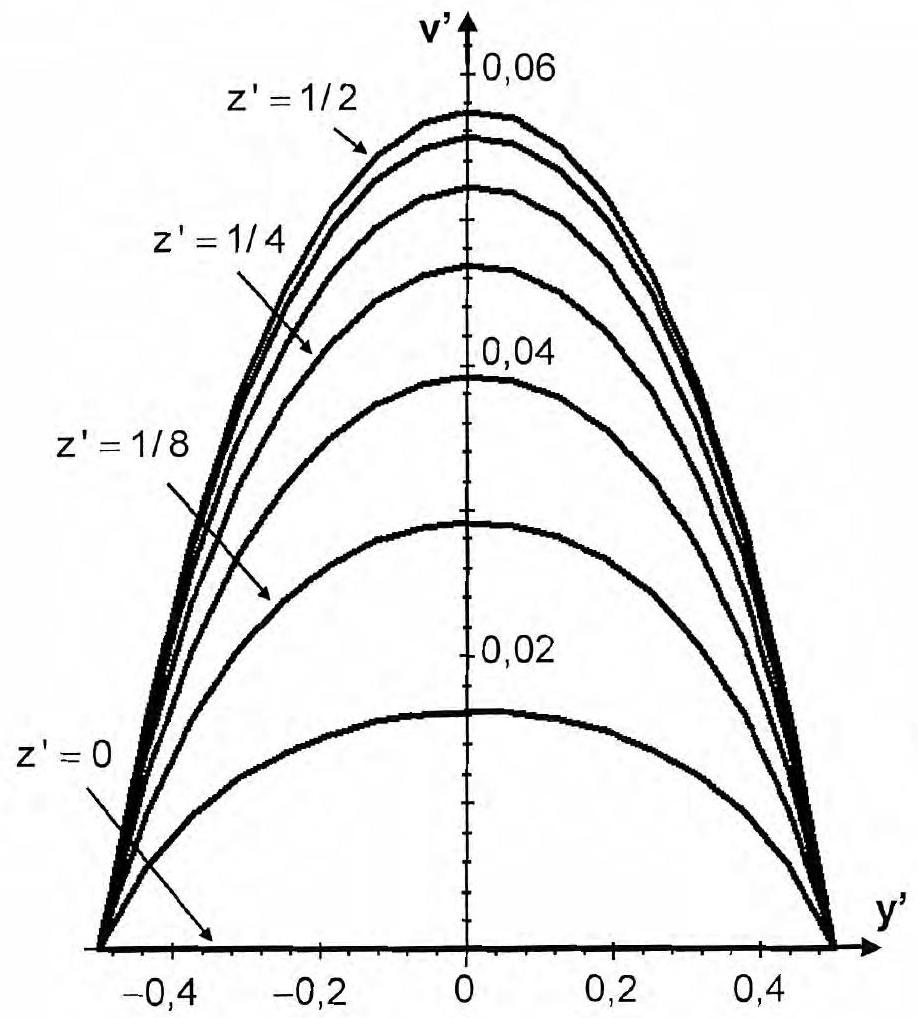 v'
0,06
z' = 1/2
z' = 1/4
0,04
z' = 1/8
0,02
z' = 0
y'
–0,4
–0,2
0
0,2
0,4